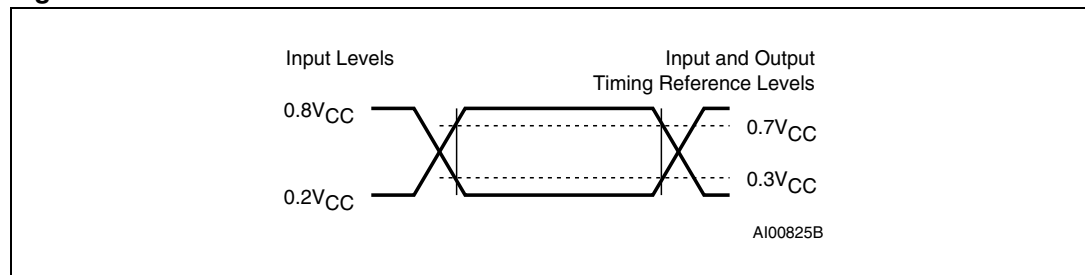 Input Levels
Input and Output
Timing Reference Levels
0.8VCC
0.7VCC
0.3VCC
0.2VCC
AI00825B